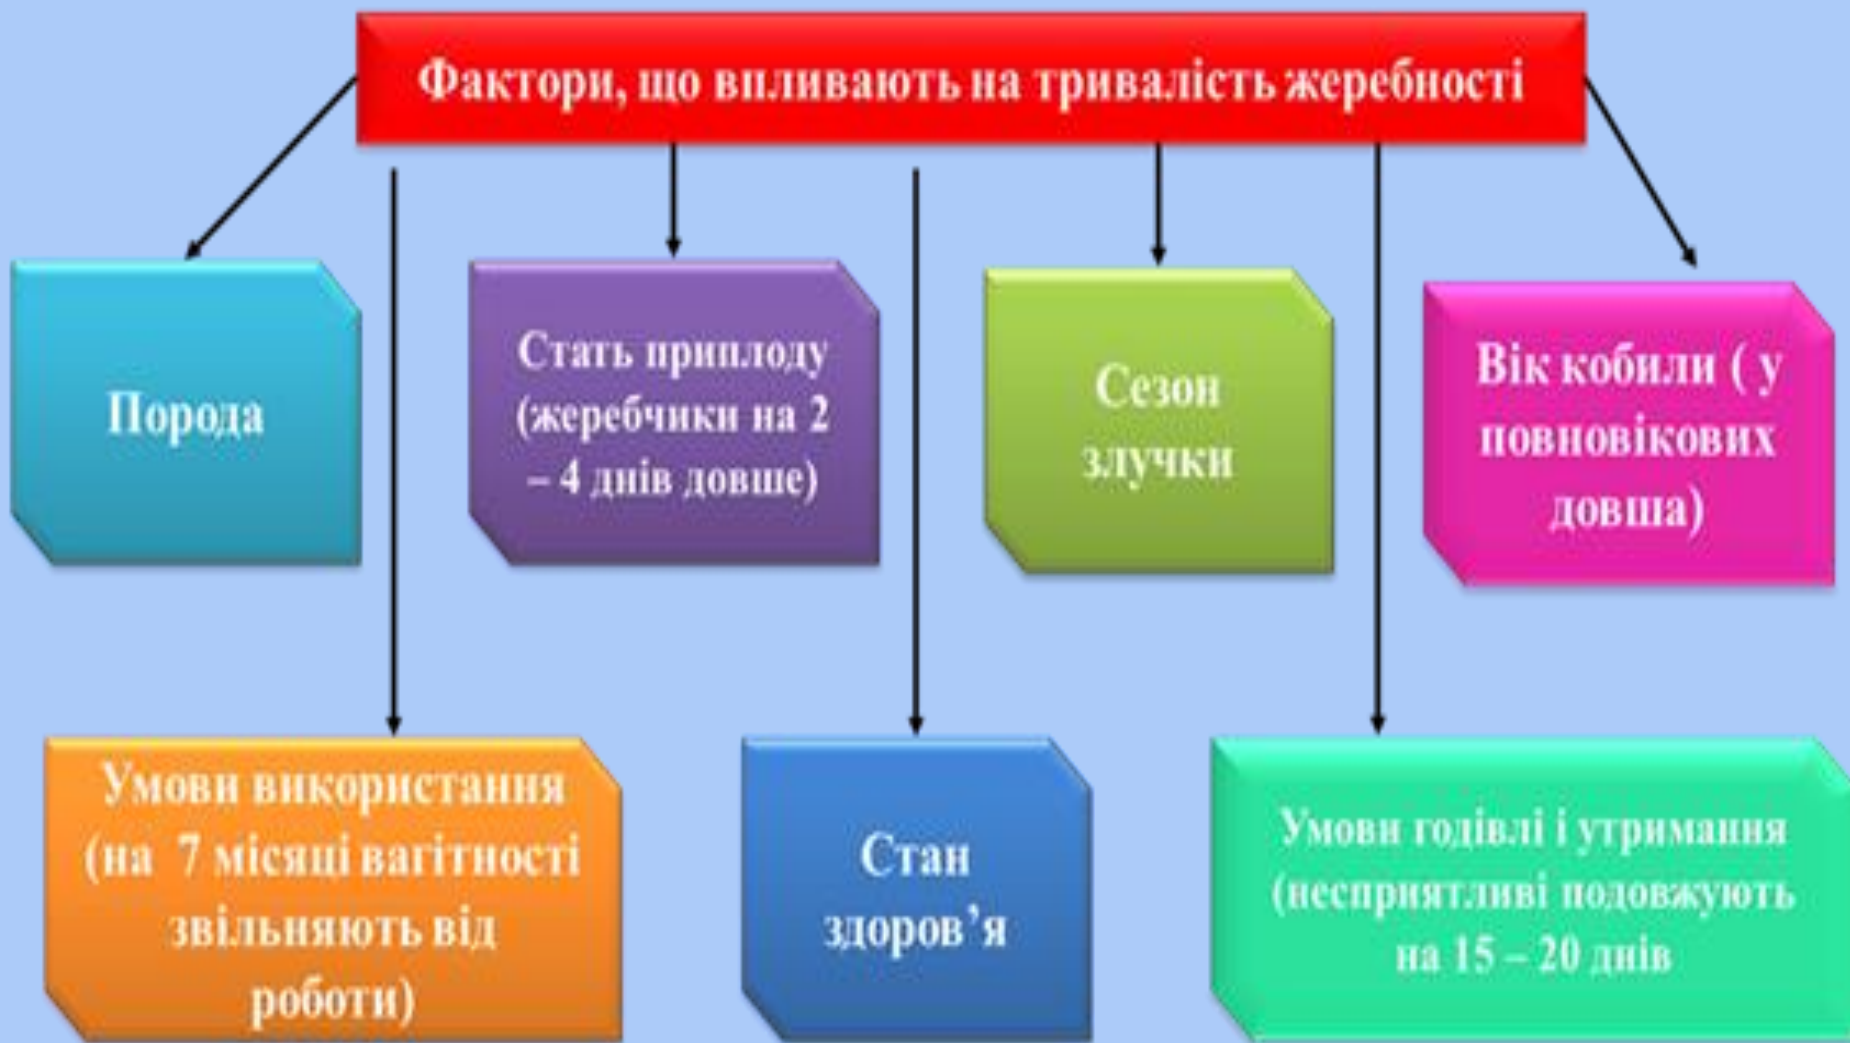 Фактори, що впливають на тривалість жеребності
Порода
Стать приплоду
(жеребчики на 2
– 4 днів довше)
Сезон
злучки
Вік кобили ( у
повновікових
довша)
Умови використання
(на 7 місяці вагітності
звільняють від
роботи)
Стан
здоров’я
Умови годівлі і утримання
(несприятливі подовжують
на 15 – 20 днів